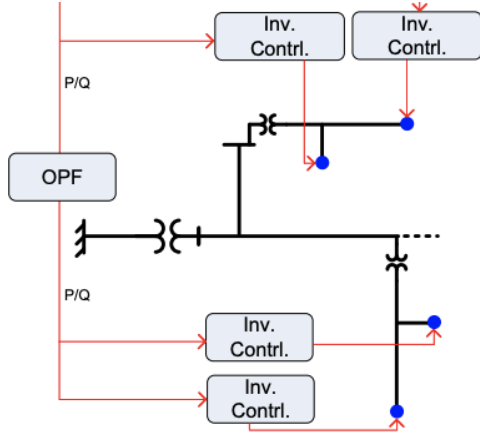 Inv.
Contrl.
Inv.
Contrl.
P/Q
OPF
P/Q
Inv.
Contrl.
Inv.
Contrl.